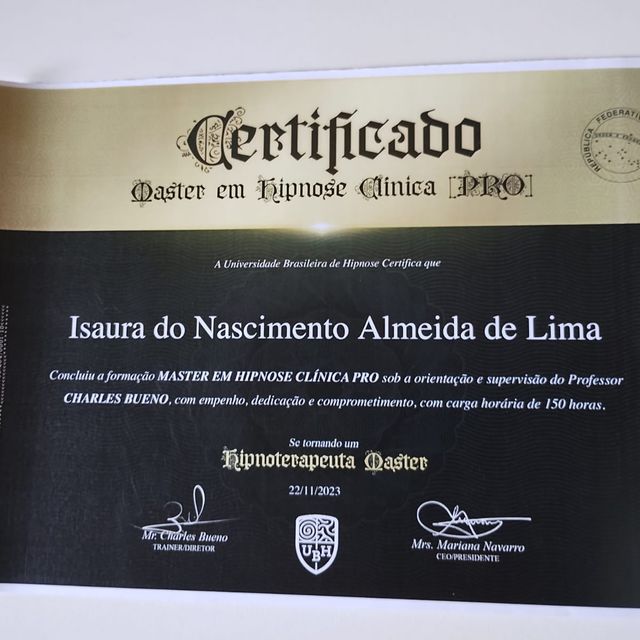 Certificado
Master em Hipnose Clínica [PRO]
REPÚBLICA FEDERATIV
A Universidade Brasileira de Hipnose Certifica que
Isaura do Nascimento Almeida de Lima
Concluiu a formação MASTER EM HIPNOSE CLÍNICA PRO sob a orientação e supervisão do Professor
CHARLES BUENO, com empenho, dedicação e comprometimento, com carga horária de 150 horas.
Se tornando um
Hipnoterapeuta Master
22/11/2023
Mr. Charles Bueno
TRAINER/DIRETOR
UBH
Mrs. Mariana Navarro
CEO/PRESIDENTE